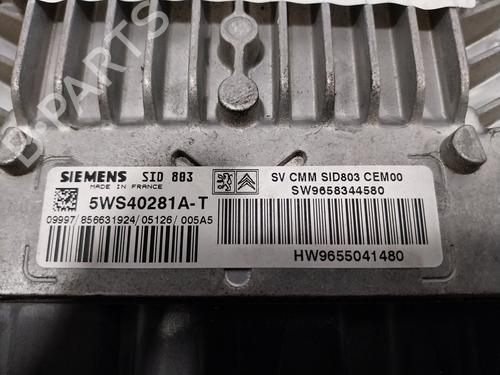 B-PARTS
SIEMENS SID 803
MADE IN FRANCE
5WS40281A-T
09997/856631924/05126/005A5
SV CMM SID803 CEM00
SW9658344580
HW9655041480